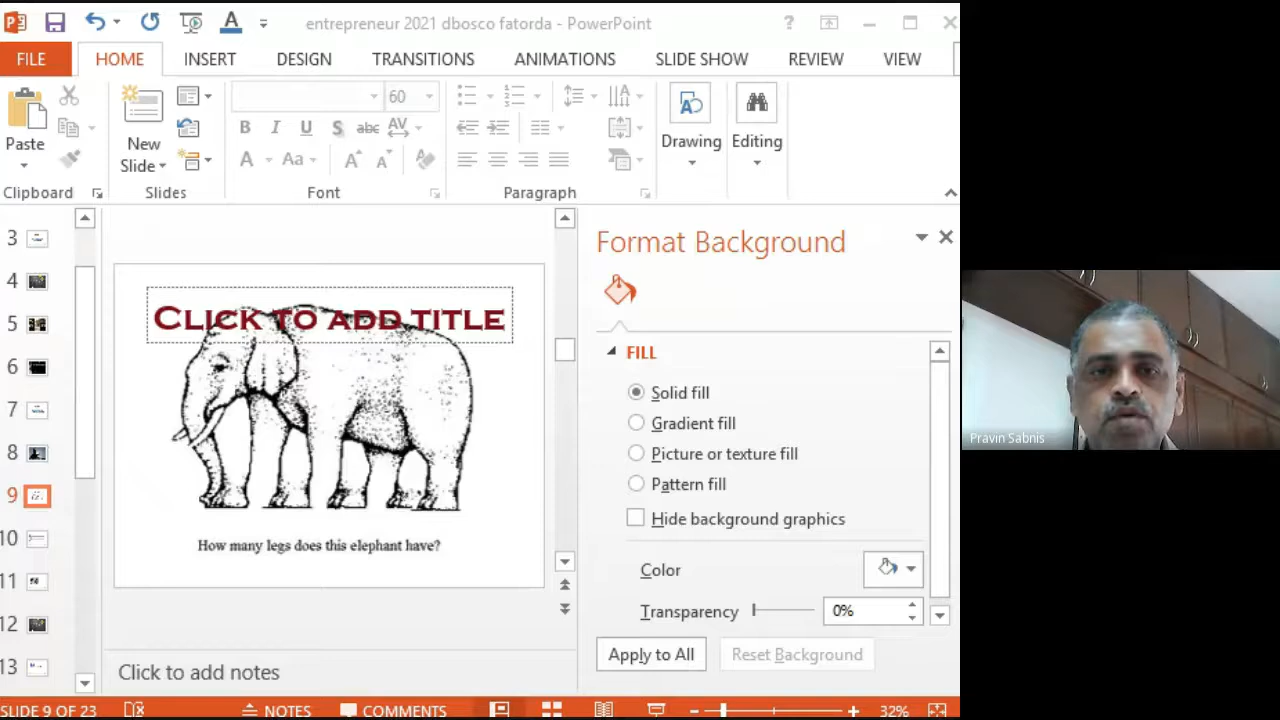 entrepreneur 2021 dbosco fatorda - PowerPoint
FILE HOME INSERT DESIGN TRANSITIONS ANIMATIONS SLIDE SHOW REVIEW VIEW
Paste
New Slide
60
B I U S abc AV
A Aa A A
Drawing
Editing
Clipboard Slides Font Paragraph
3
4
5
6
7
8
9
10
11
12
13
Click to add title
How many legs does this elephant have?
Click to add notes
Format Background
FILL
Solid fill
Gradient fill
Picture or texture fill
Pattern fill
Hide background graphics
Color
Transparency 0%
Apply to All Reset Background
Pravin Sabnis
SLIDE 9 OF 23 NOTES COMMENTS 32%